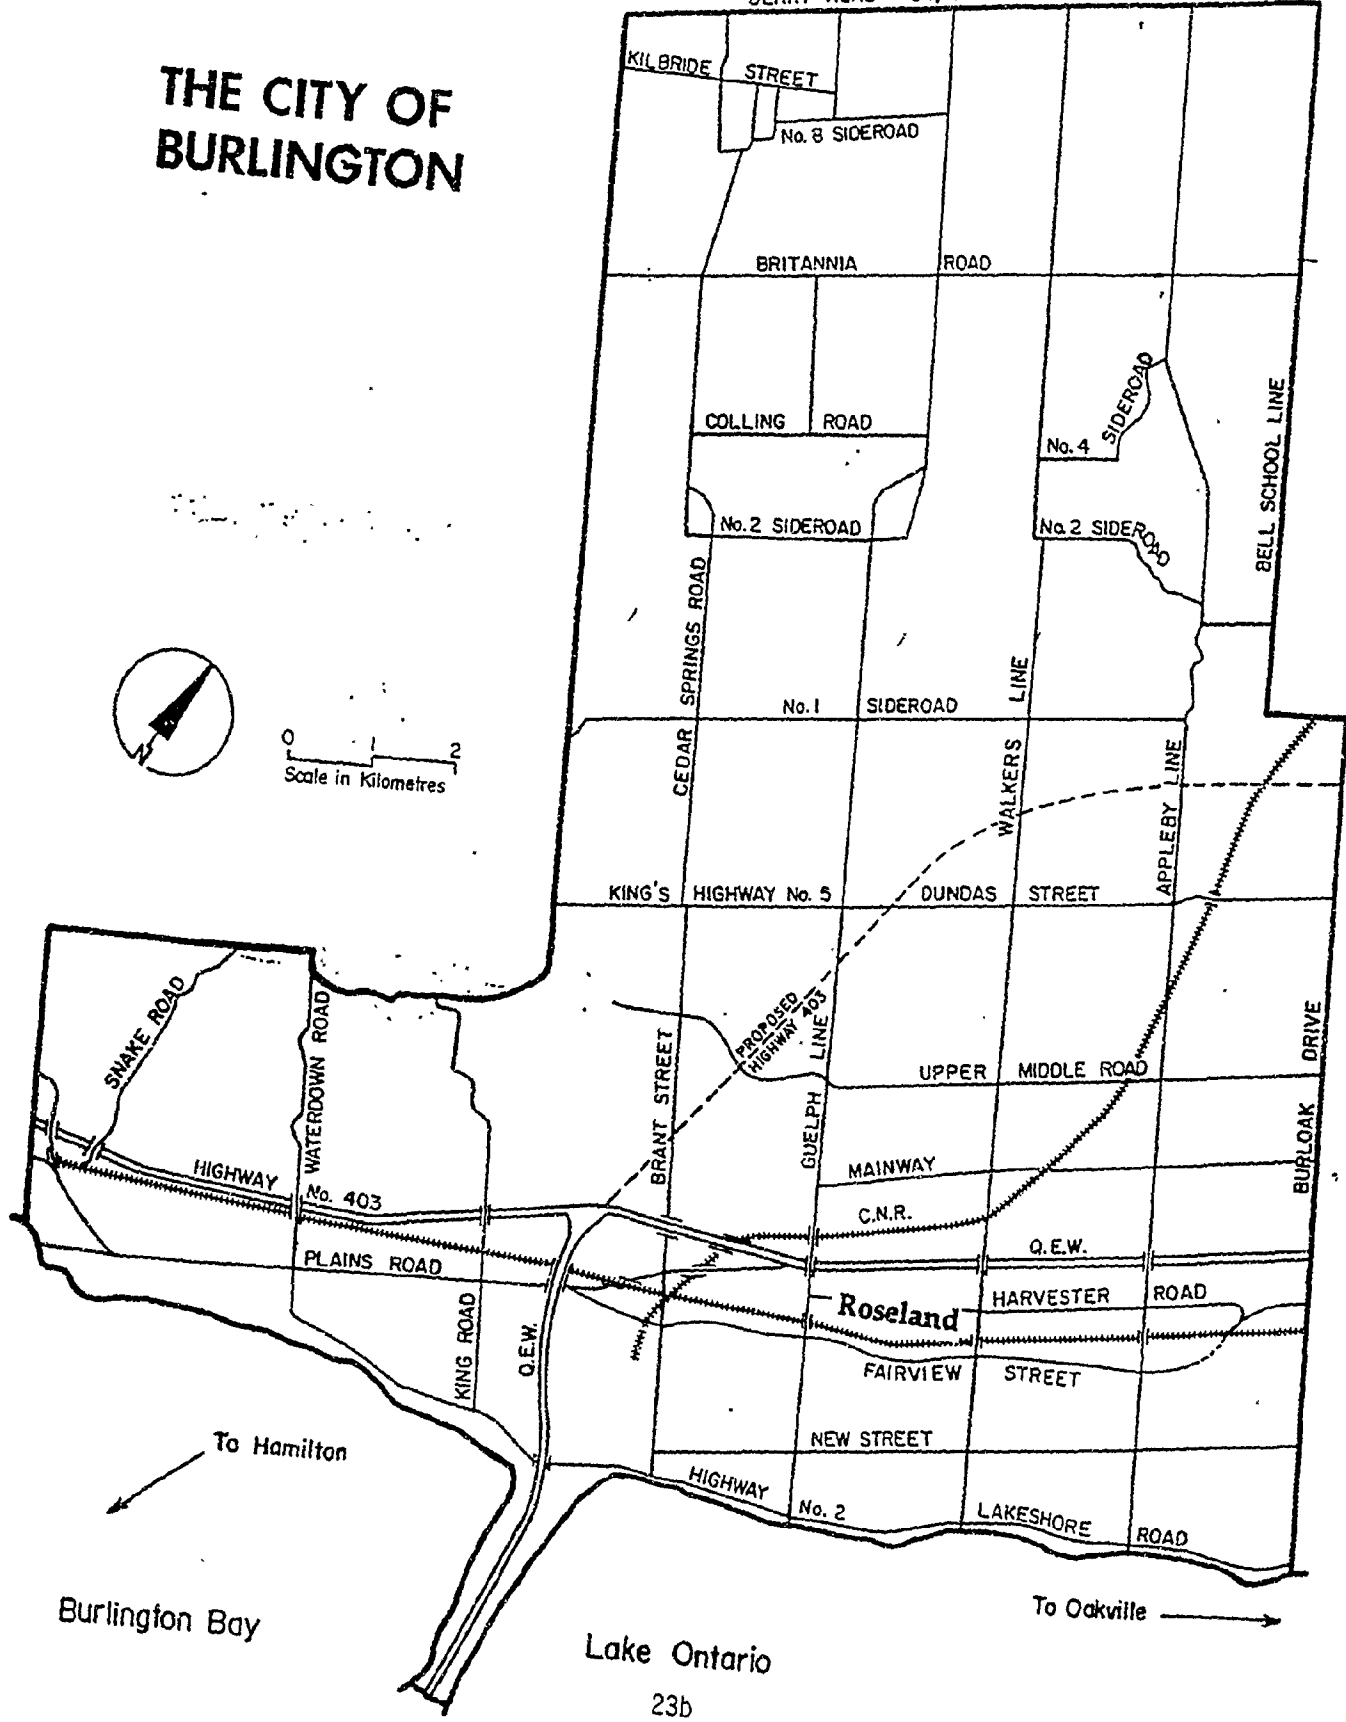 THE CITY OF
BURLINGTON
KILBRIDE STREET
No. 8 SIDEROAD
BRITANNIA ROAD
COLLING ROAD
No. 4 SIDEROAD
No. 2 SIDEROAD
No. 2 SIDEROAD
BELL SCHOOL LINE
CEDAR SPRINGS ROAD
No. 1 SIDEROAD
WALKERS LINE
APPLEBY LINE
N
0 1 2
Scale in Kilometres
KING'S HIGHWAY No. 5 DUNDAS STREET
SNAKE ROAD
WATERDOWN ROAD
PROPOSED
HIGHWAY 403
BRANT STREET
GUELPH LINE
UPPER MIDDLE ROAD
BURLOAK DRIVE
MAINWAY
HIGHWAY No. 403
C.N.R.
Q.E.W.
PLAINS ROAD
HARVESTER ROAD
Roseland
KING ROAD
Q.E.W.
FAIRVIEW STREET
NEW STREET
To Hamilton
HIGHWAY No. 2 LAKESHORE ROAD
Burlington Bay
To Oakville
Lake Ontario
23b